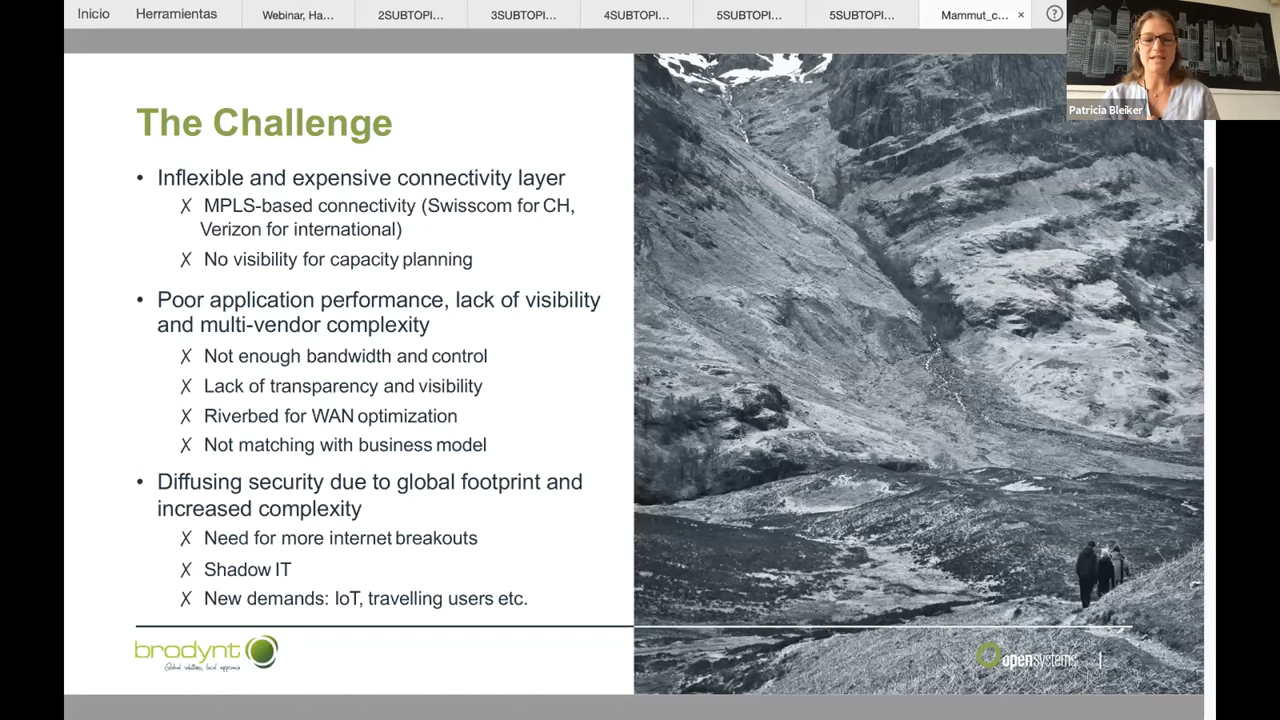 Inicio
Herramientas
Webinar, Ha...
2SUBTOPI...
3SUBTOPI...
4SUBTOPI...
5SUBTOPI...
5SUBTOPI...
Mammut_c...
×
?
Patricia Bleiker
The Challenge
• Inflexible and expensive connectivity layer
✗ MPLS-based connectivity (Swisscom for CH,
Verizon for international)
✗ No visibility for capacity planning
• Poor application performance, lack of visibility
and multi-vendor complexity
✗ Not enough bandwidth and control
✗ Lack of transparency and visibility
✗ Riverbed for WAN optimization
✗ Not matching with business model
• Diffusing security due to global footprint and
increased complexity
✗ Need for more internet breakouts
✗ Shadow IT
✗ New demands: IoT, travelling users etc.
brodynt
Global solutions, local approach
open systems